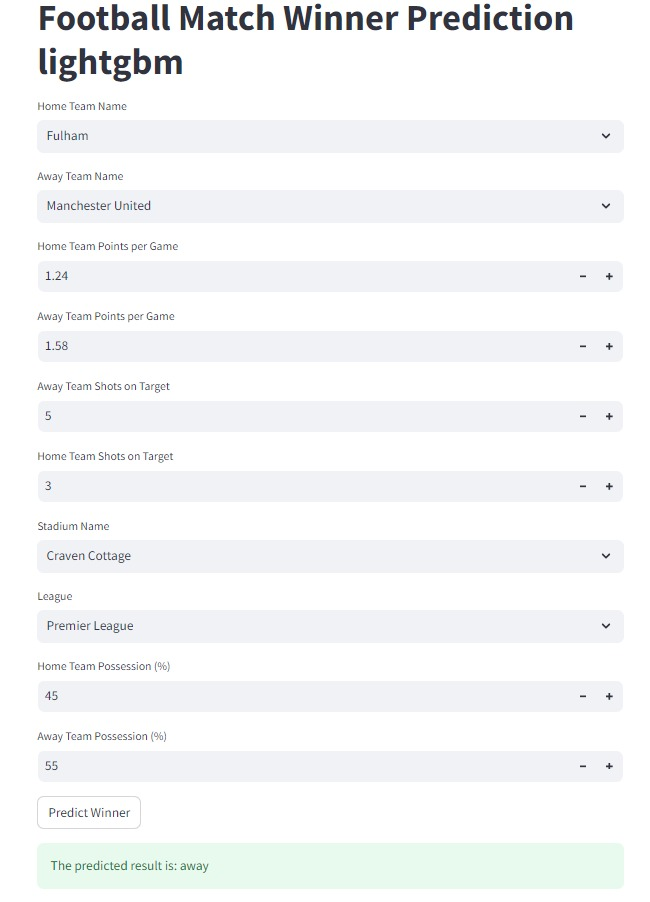 Football Match Winner Prediction
lightgbm
Home Team Name
Fulham
Away Team Name
Manchester United
Home Team Points per Game
1.24
Away Team Points per Game
1.58
Away Team Shots on Target
5
Home Team Shots on Target
3
Stadium Name
Craven Cottage
League
Premier League
Home Team Possession (%)
45
Away Team Possession (%)
55
Predict Winner
The predicted result is: away